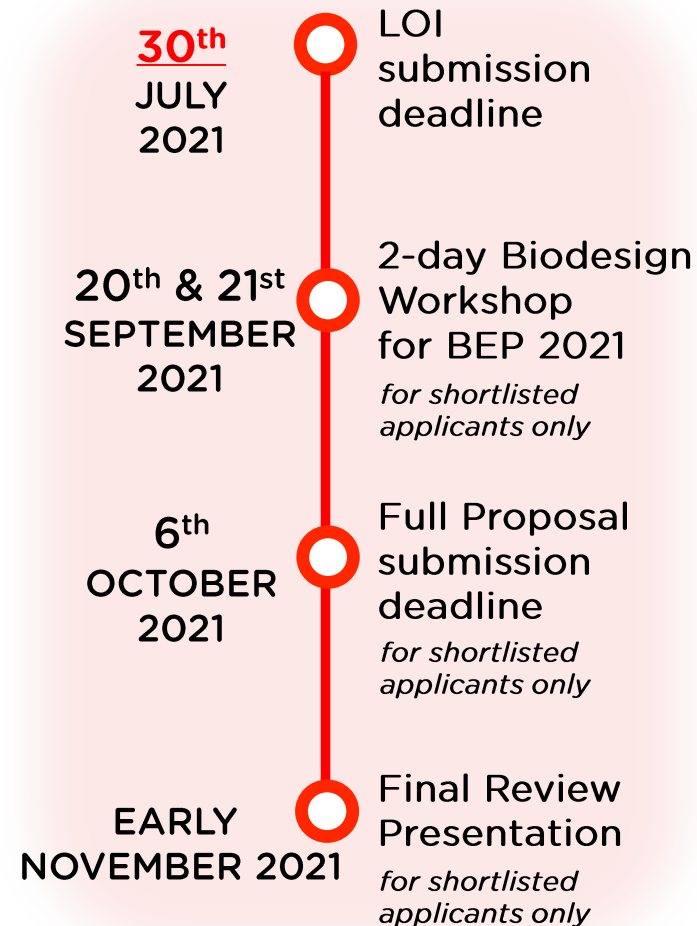 30th
JULY
2021
LOI
submission
deadline
20th & 21st
SEPTEMBER
2021
2-day Biodesign
Workshop
for BEP 2021
for shortlisted
applicants only
6th
OCTOBER
2021
Full Proposal
submission
deadline
for shortlisted
applicants only
EARLY
NOVEMBER 2021
Final Review
Presentation
for shortlisted
applicants only